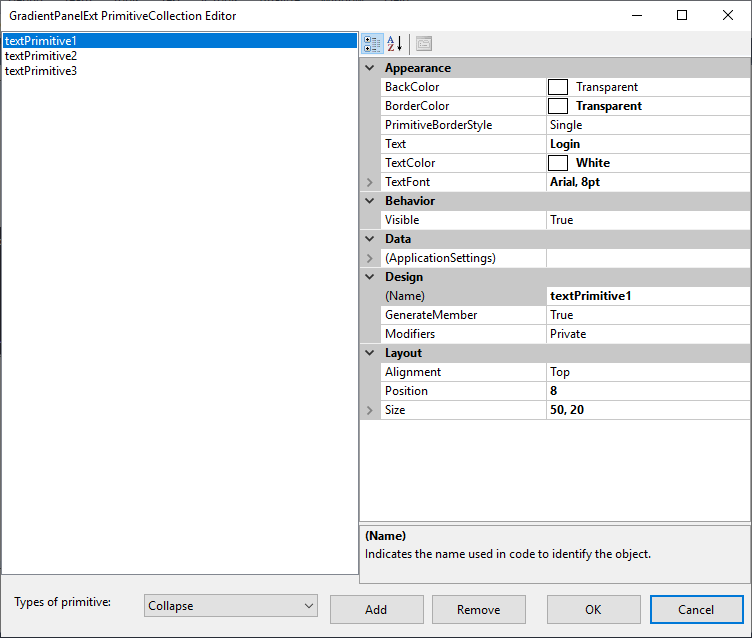 GradientPanelExt PrimitiveCollection Editor
textPrimitive1
textPrimitive2
textPrimitive3
A Z
Appearance
BackColor Transparent
BorderColor Transparent
PrimitiveBorderStyle Single
Text Login
TextColor White
TextFont Arial, 8pt
Behavior
Visible True
Data
(ApplicationSettings)
Design
(Name) textPrimitive1
GenerateMember True
Modifiers Private
Layout
Alignment Top
Position 8
Size 50, 20
(Name)
Indicates the name used in code to identify the object.
Types of primitive: Collapse Add Remove OK Cancel